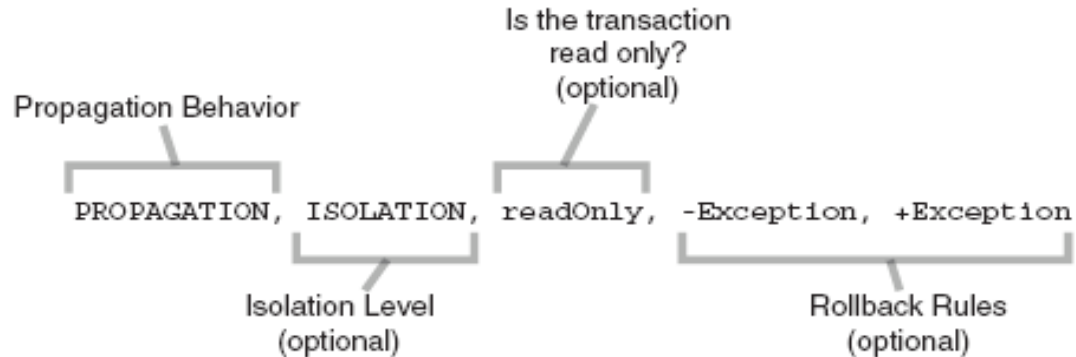 Is the transaction
read only?
(optional)
Propagation Behavior
PROPAGATION, ISOLATION, readOnly, -Exception, +Exception
Isolation Level
(optional)
Rollback Rules
(optional)